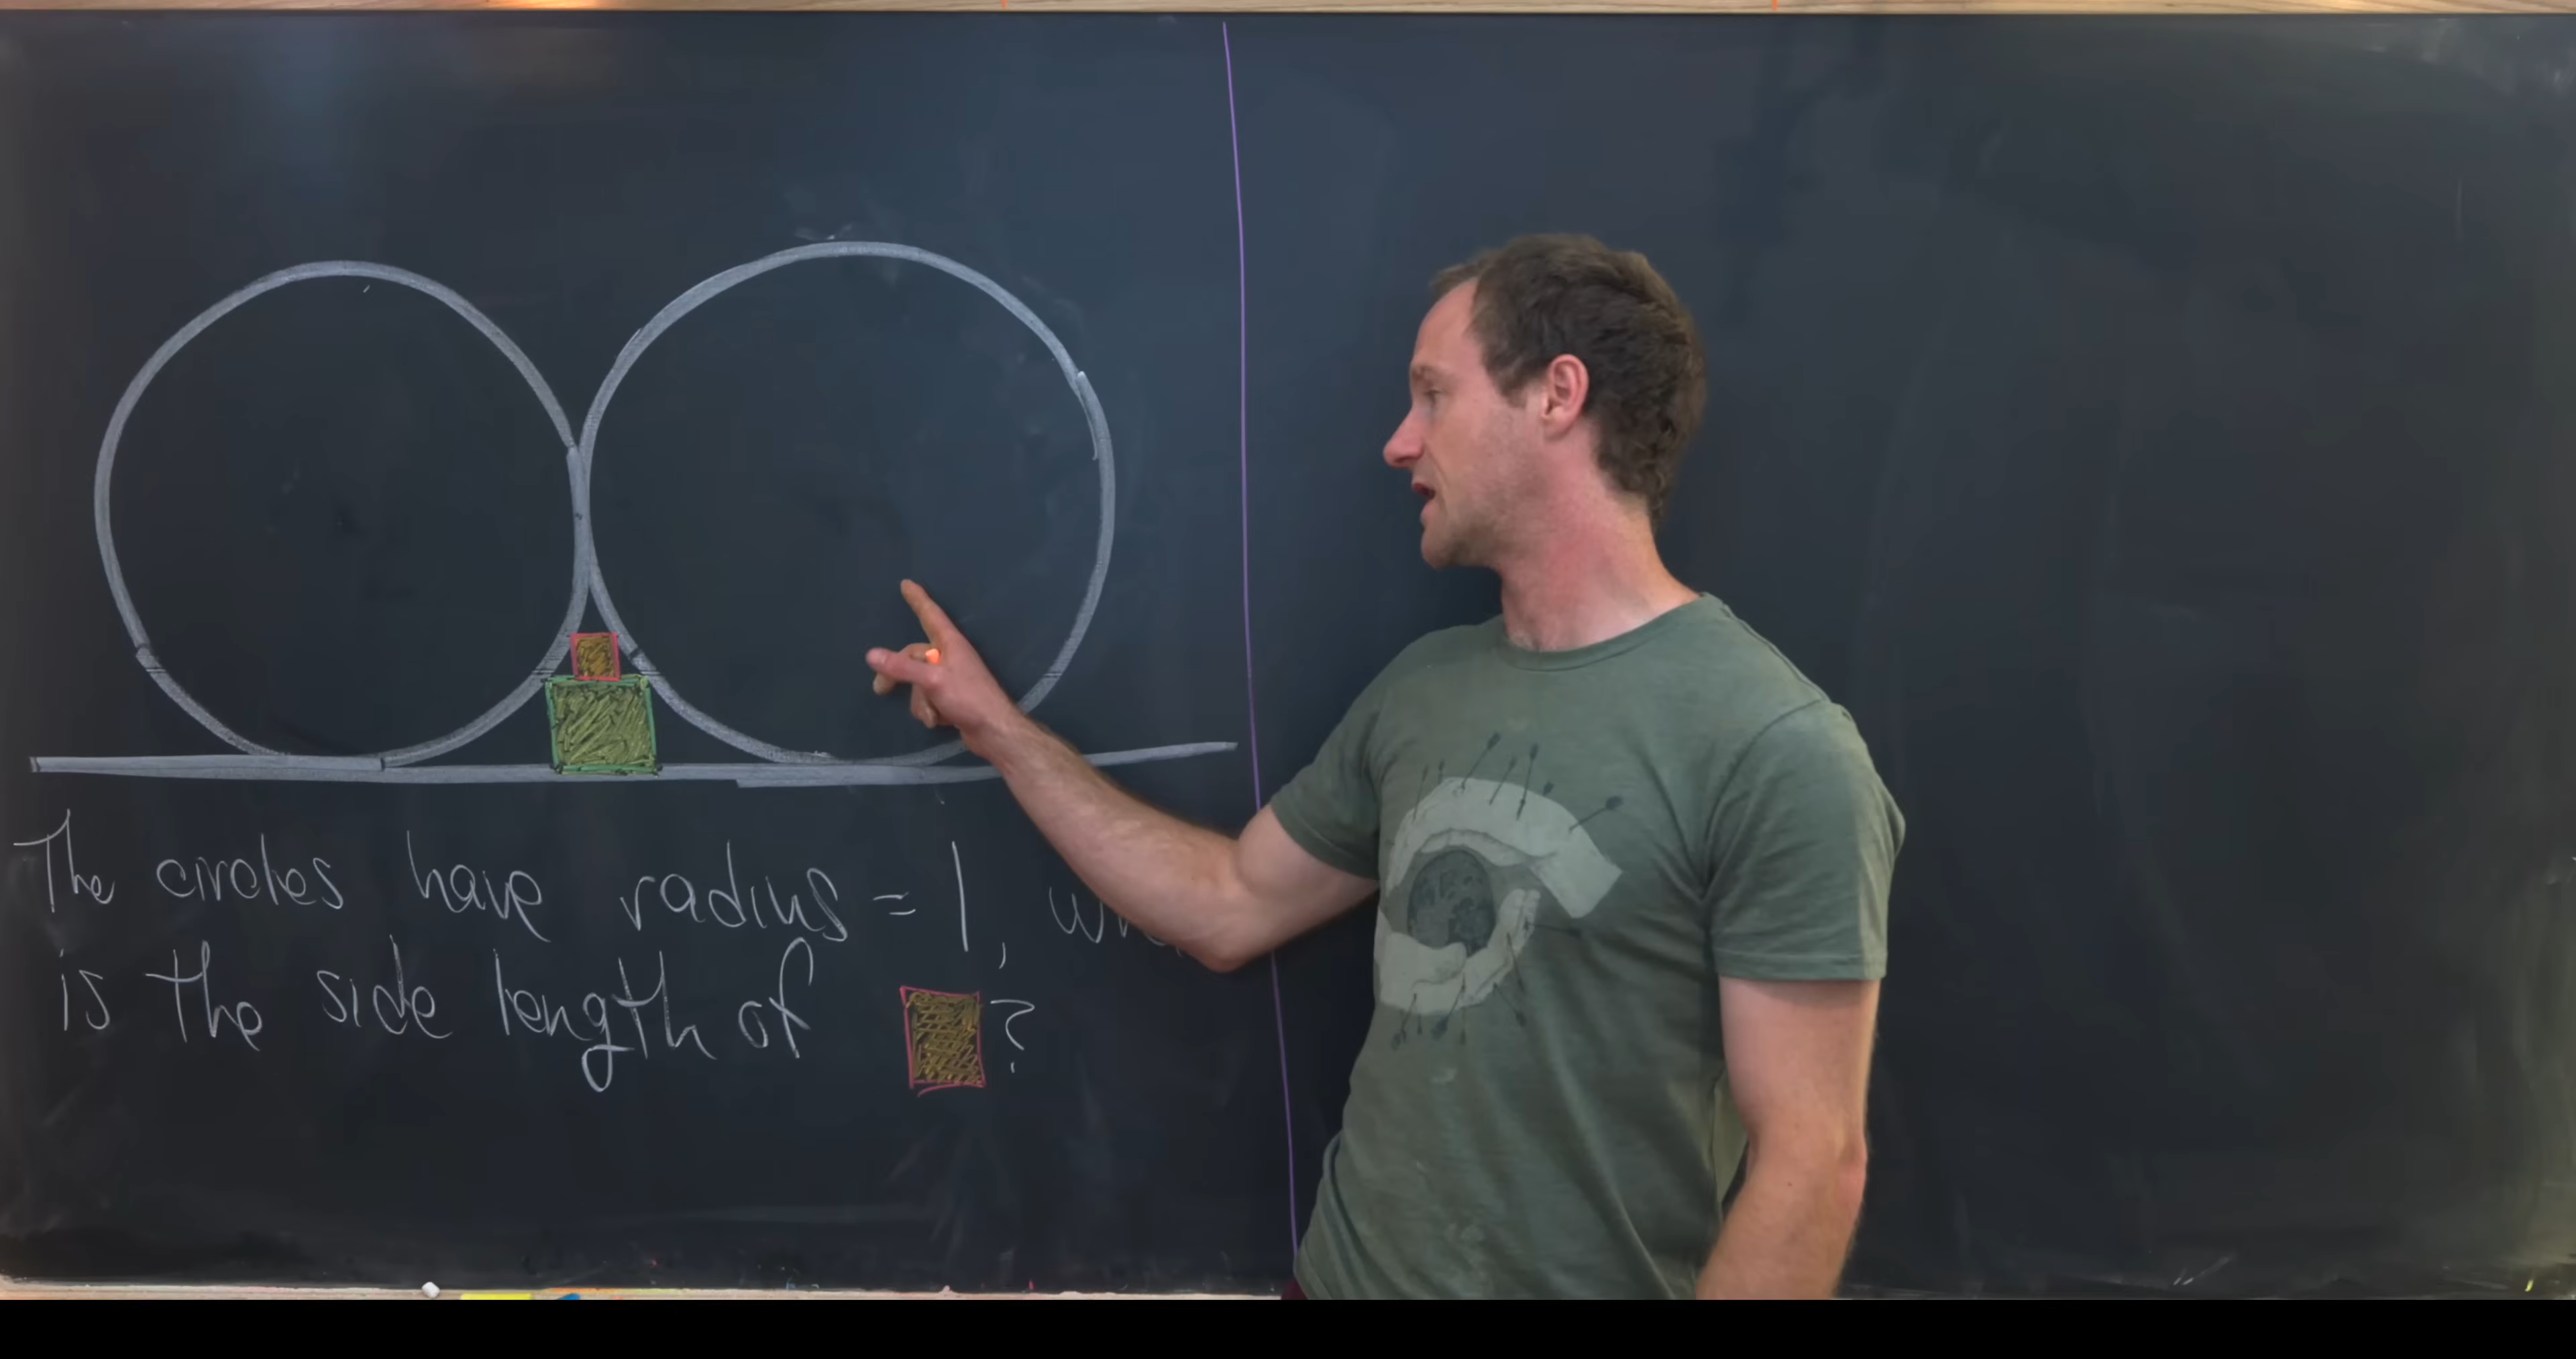 The circles have radius = 1,
is the side length of ?